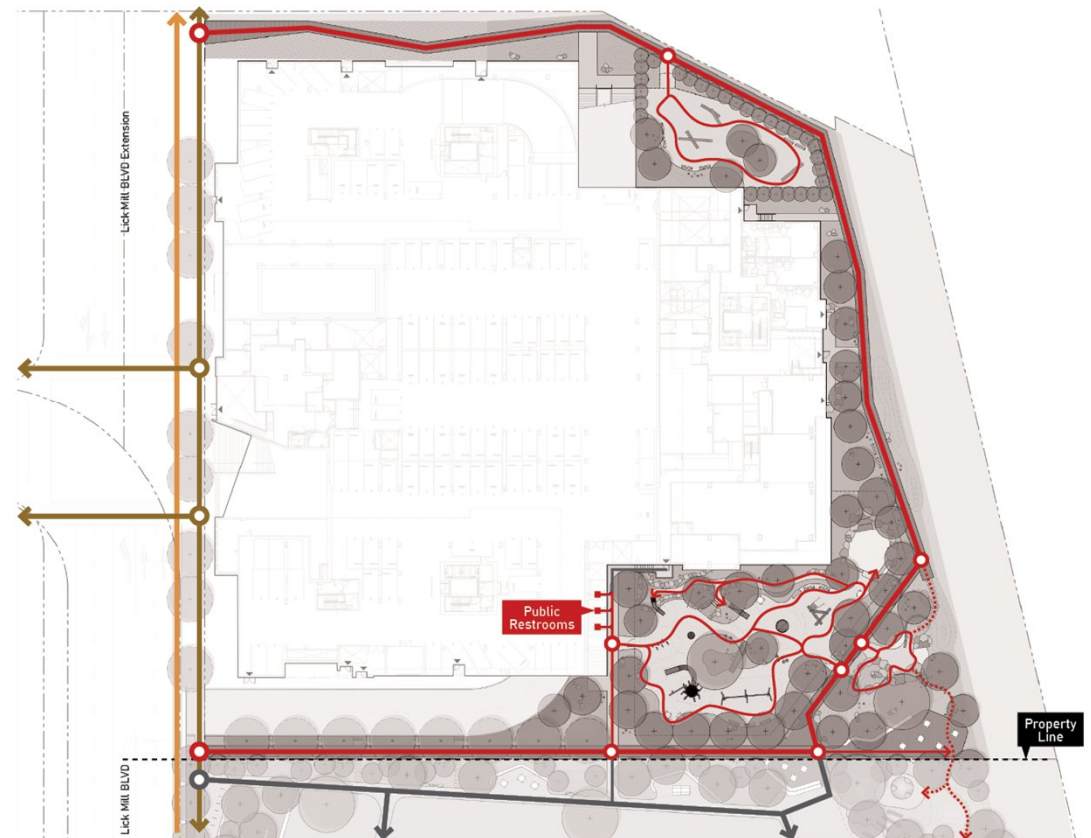 Lick Mill BLVD Extension
Public
Restrooms
Property
Line
Lick Mill BLVD